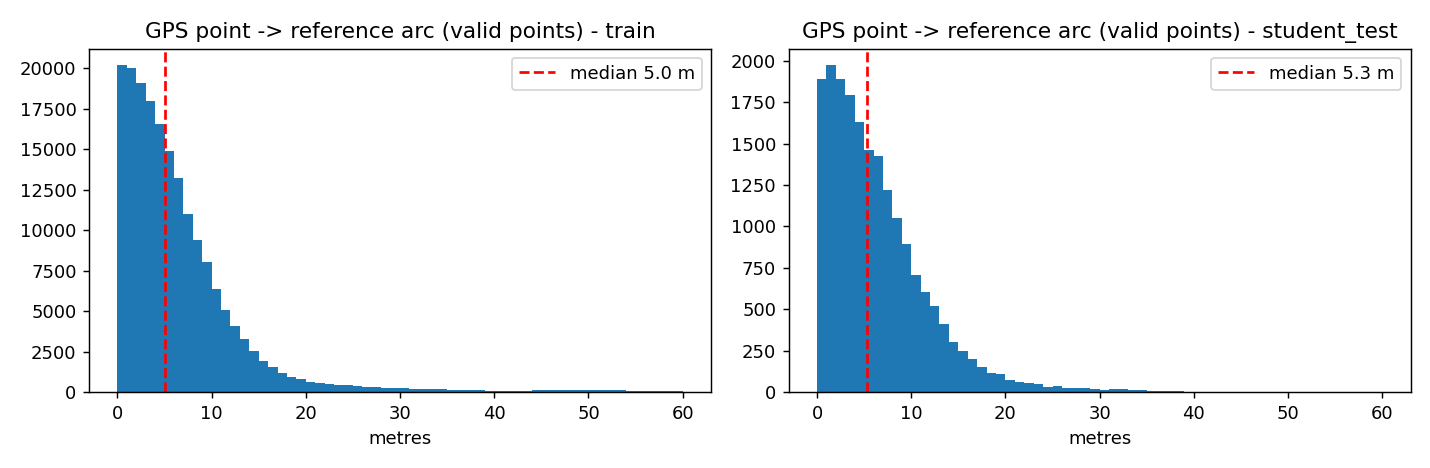 GPS point -> reference arc (valid points) - train
median 5.0 m
20000
17500
15000
12500
10000
7500
5000
2500
0
0 10 20 30 40 50 60
metres
GPS point -> reference arc (valid points) - student_test
median 5.3 m
2000
1750
1500
1250
1000
750
500
250
0
0 10 20 30 40 50 60
metres